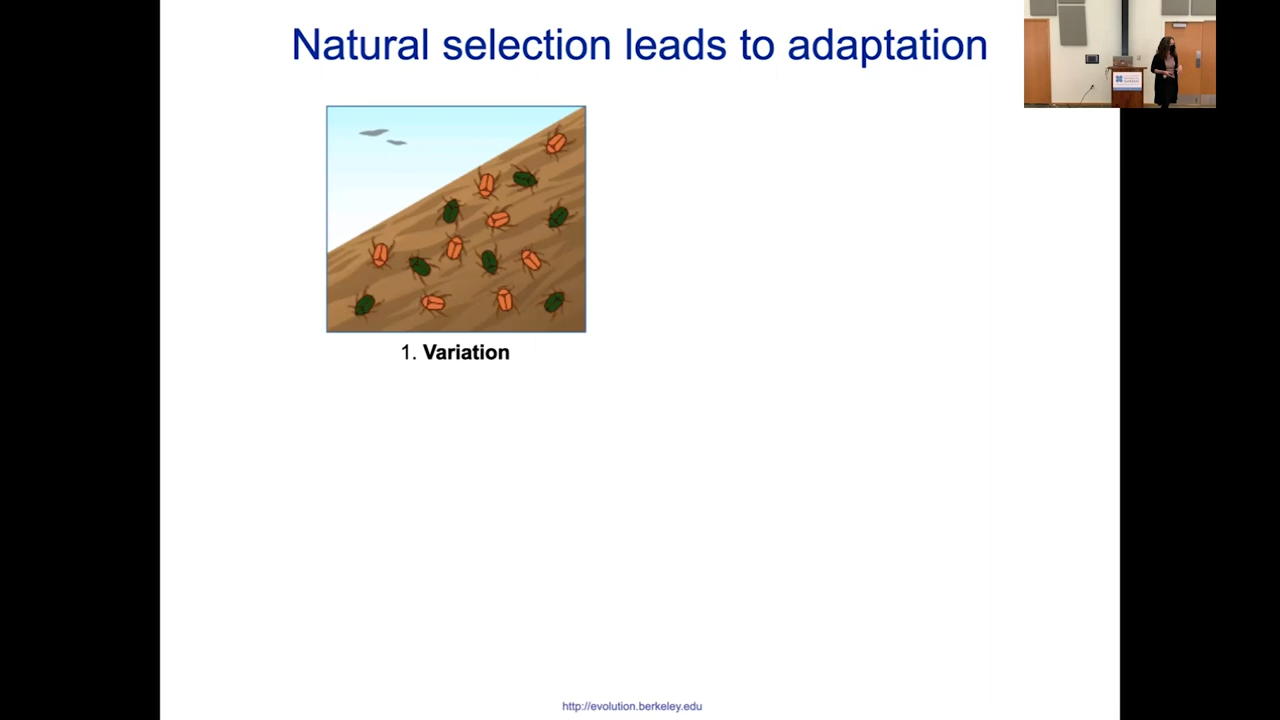 Natural selection leads to adaptation
1. Variation
http://evolution.berkeley.edu